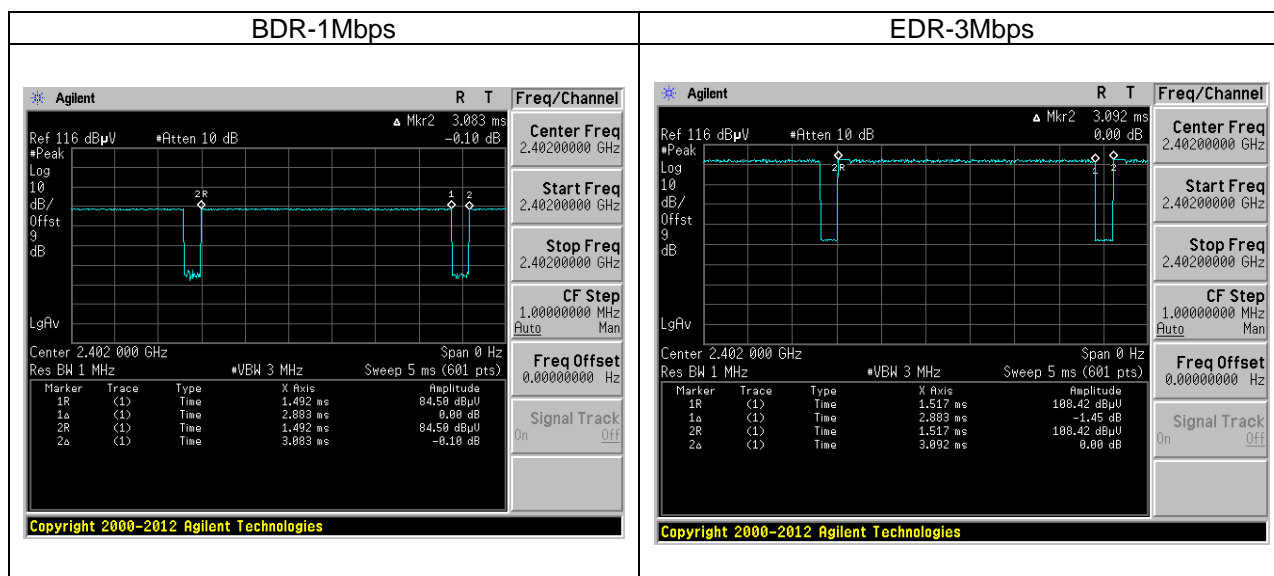 BDR-1Mbps
Agilent R T
Δ Mkr2 3.083 ms
Ref 116 dBµV #Atten 10 dB -0.10 dB
#Peak
Log
10
dB/
Offst
9
dB
LgAv
2R
1 2
Center 2.402 000 GHz Span 0 Hz
Res BW 1 MHz #VBW 3 MHz Sweep 5 ms (601 pts)
Marker Trace Type X Axis Amplitude
1R (1) Time 1.492 ms 84.50 dBµV
1Δ (1) Time 2.883 ms 0.00 dB
2R (1) Time 1.492 ms 84.50 dBµV
2Δ (1) Time 3.083 ms -0.10 dB
Copyright 2000-2012 Agilent Technologies
Freq/Channel
Center Freq
2.40200000 GHz
Start Freq
2.40200000 GHz
Stop Freq
2.40200000 GHz
CF Step
1.00000000 MHz
Auto Man
Freq Offset
0.00000000 Hz
Signal Track
On Off
EDR-3Mbps
Agilent R T
Δ Mkr2 3.092 ms
Ref 116 dBµV #Atten 10 dB 0.00 dB
#Peak
Log
10
dB/
Offst
9
dB
LgAv
2R
1 2
Center 2.402 000 GHz Span 0 Hz
Res BW 1 MHz #VBW 3 MHz Sweep 5 ms (601 pts)
Marker Trace Type X Axis Amplitude
1R (1) Time 1.517 ms 108.42 dBµV
1Δ (1) Time 2.883 ms -1.45 dB
2R (1) Time 1.517 ms 108.42 dBµV
2Δ (1) Time 3.092 ms 0.00 dB
Copyright 2000-2012 Agilent Technologies
Freq/Channel
Center Freq
2.40200000 GHz
Start Freq
2.40200000 GHz
Stop Freq
2.40200000 GHz
CF Step
1.00000000 MHz
Auto Man
Freq Offset
0.00000000 Hz
Signal Track
On Off